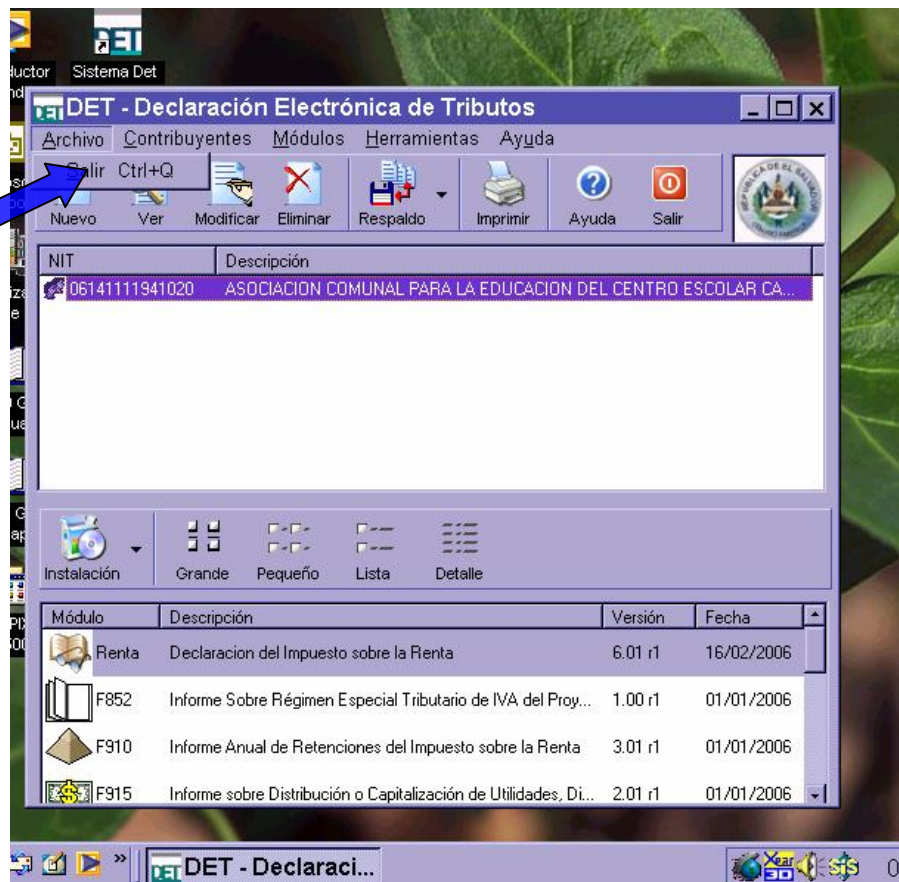 Sistema Det
DET - Declaración Electrónica de Tributos
Archivo Contribuyentes Módulos Herramientas Ayuda
Salir Ctrl+Q
Nuevo Ver Modificar Eliminar Respaldo Imprimir Ayuda Salir
NIT Descripción
06141111941020 ASOCIACION COMUNAL PARA LA EDUCACION DEL CENTRO ESCOLAR CA...
Instalación Grande Pequeño Lista Detalle
Módulo Descripción Versión Fecha
Renta Declaracion del Impuesto sobre la Renta 6.01 r1 16/02/2006
F852 Informe Sobre Régimen Especial Tributario de IVA del Proy... 1.00 r1 01/01/2006
F910 Informe Anual de Retenciones del Impuesto sobre la Renta 3.01 r1 01/01/2006
F915 Informe sobre Distribución o Capitalización de Utilidades, Di... 2.01 r1 01/01/2006
» DET - Declaraci... Xear 3D SiS 0